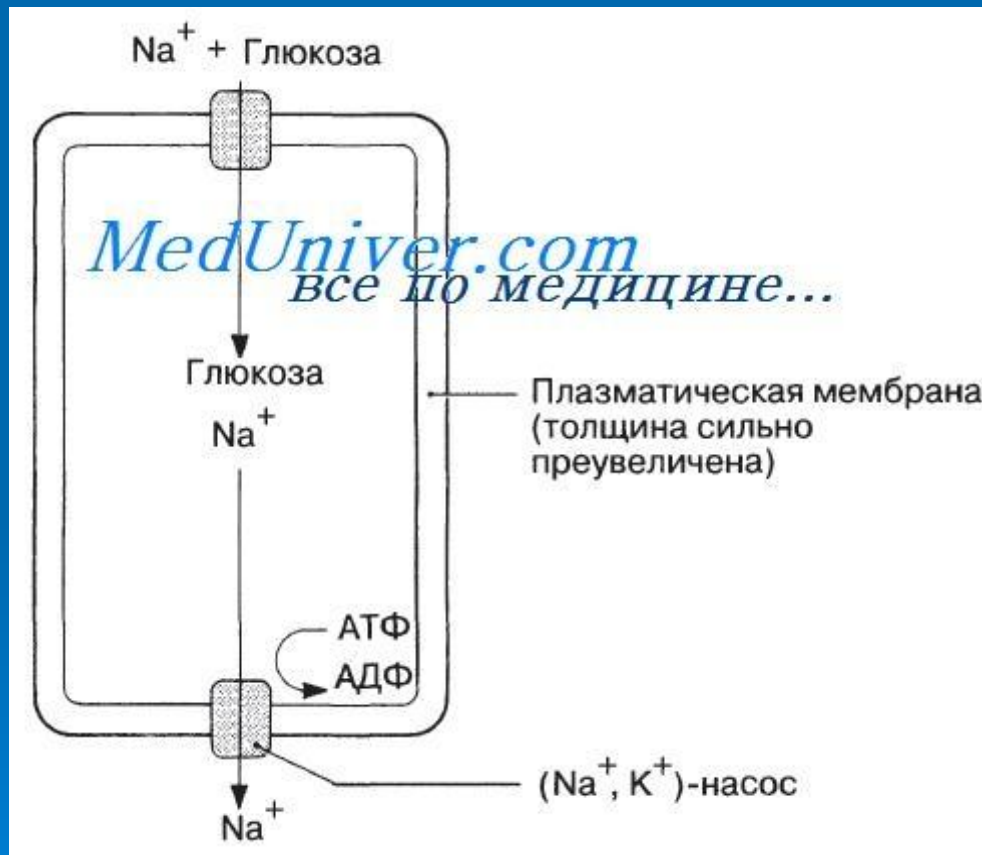 Na+ + Глюкоза
MedUniver.com
все по медицине...
Глюкоза
Na+
Плазматическая мембрана
(толщина сильно
преувеличена)
АТФ
АДФ
(Na+, K+)-насос
Na+